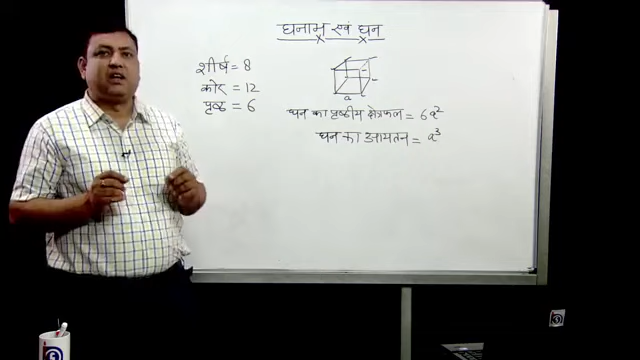 घनाभ एवं घन
शीर्ष = 8
कोर = 12
पृष्ठ = 6
a
घन का पृष्ठीय क्षेत्रफल = 6a²
घन का आयतन = a³